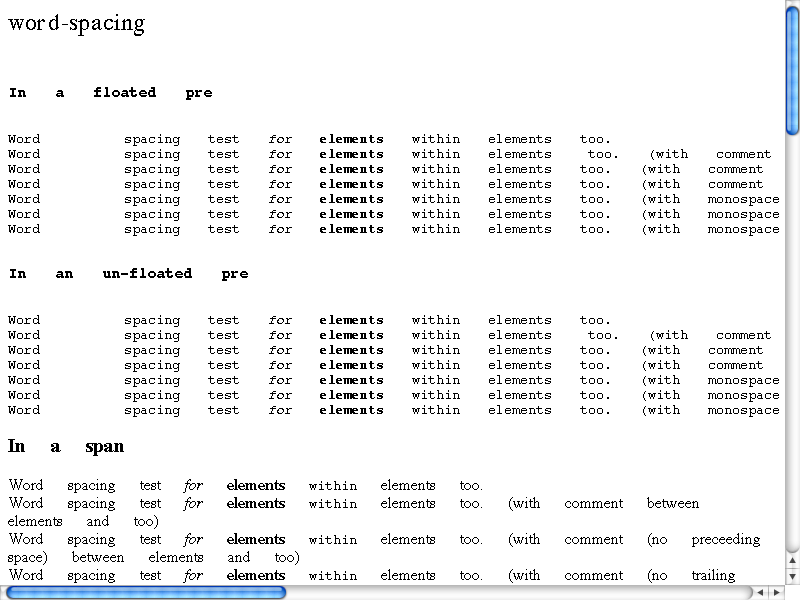 word-spacing
In a floated pre
Word spacing test for elements within elements too.
Word spacing test for elements within elements too. (with comment
Word spacing test for elements within elements too. (with comment
Word spacing test for elements within elements too. (with comment
Word spacing test for elements within elements too. (with monospace
Word spacing test for elements within elements too. (with monospace
Word spacing test for elements within elements too. (with monospace
In an un-floated pre
Word spacing test for elements within elements too.
Word spacing test for elements within elements too. (with comment
Word spacing test for elements within elements too. (with comment
Word spacing test for elements within elements too. (with comment
Word spacing test for elements within elements too. (with monospace
Word spacing test for elements within elements too. (with monospace
Word spacing test for elements within elements too. (with monospace
In a span
Word spacing test for elements within elements too.
Word spacing test for elements within elements too. (with comment between
elements and too)
Word spacing test for elements within elements too. (with comment (no preceeding
space) between elements and too)
Word spacing test for elements within elements too. (with comment (no trailing